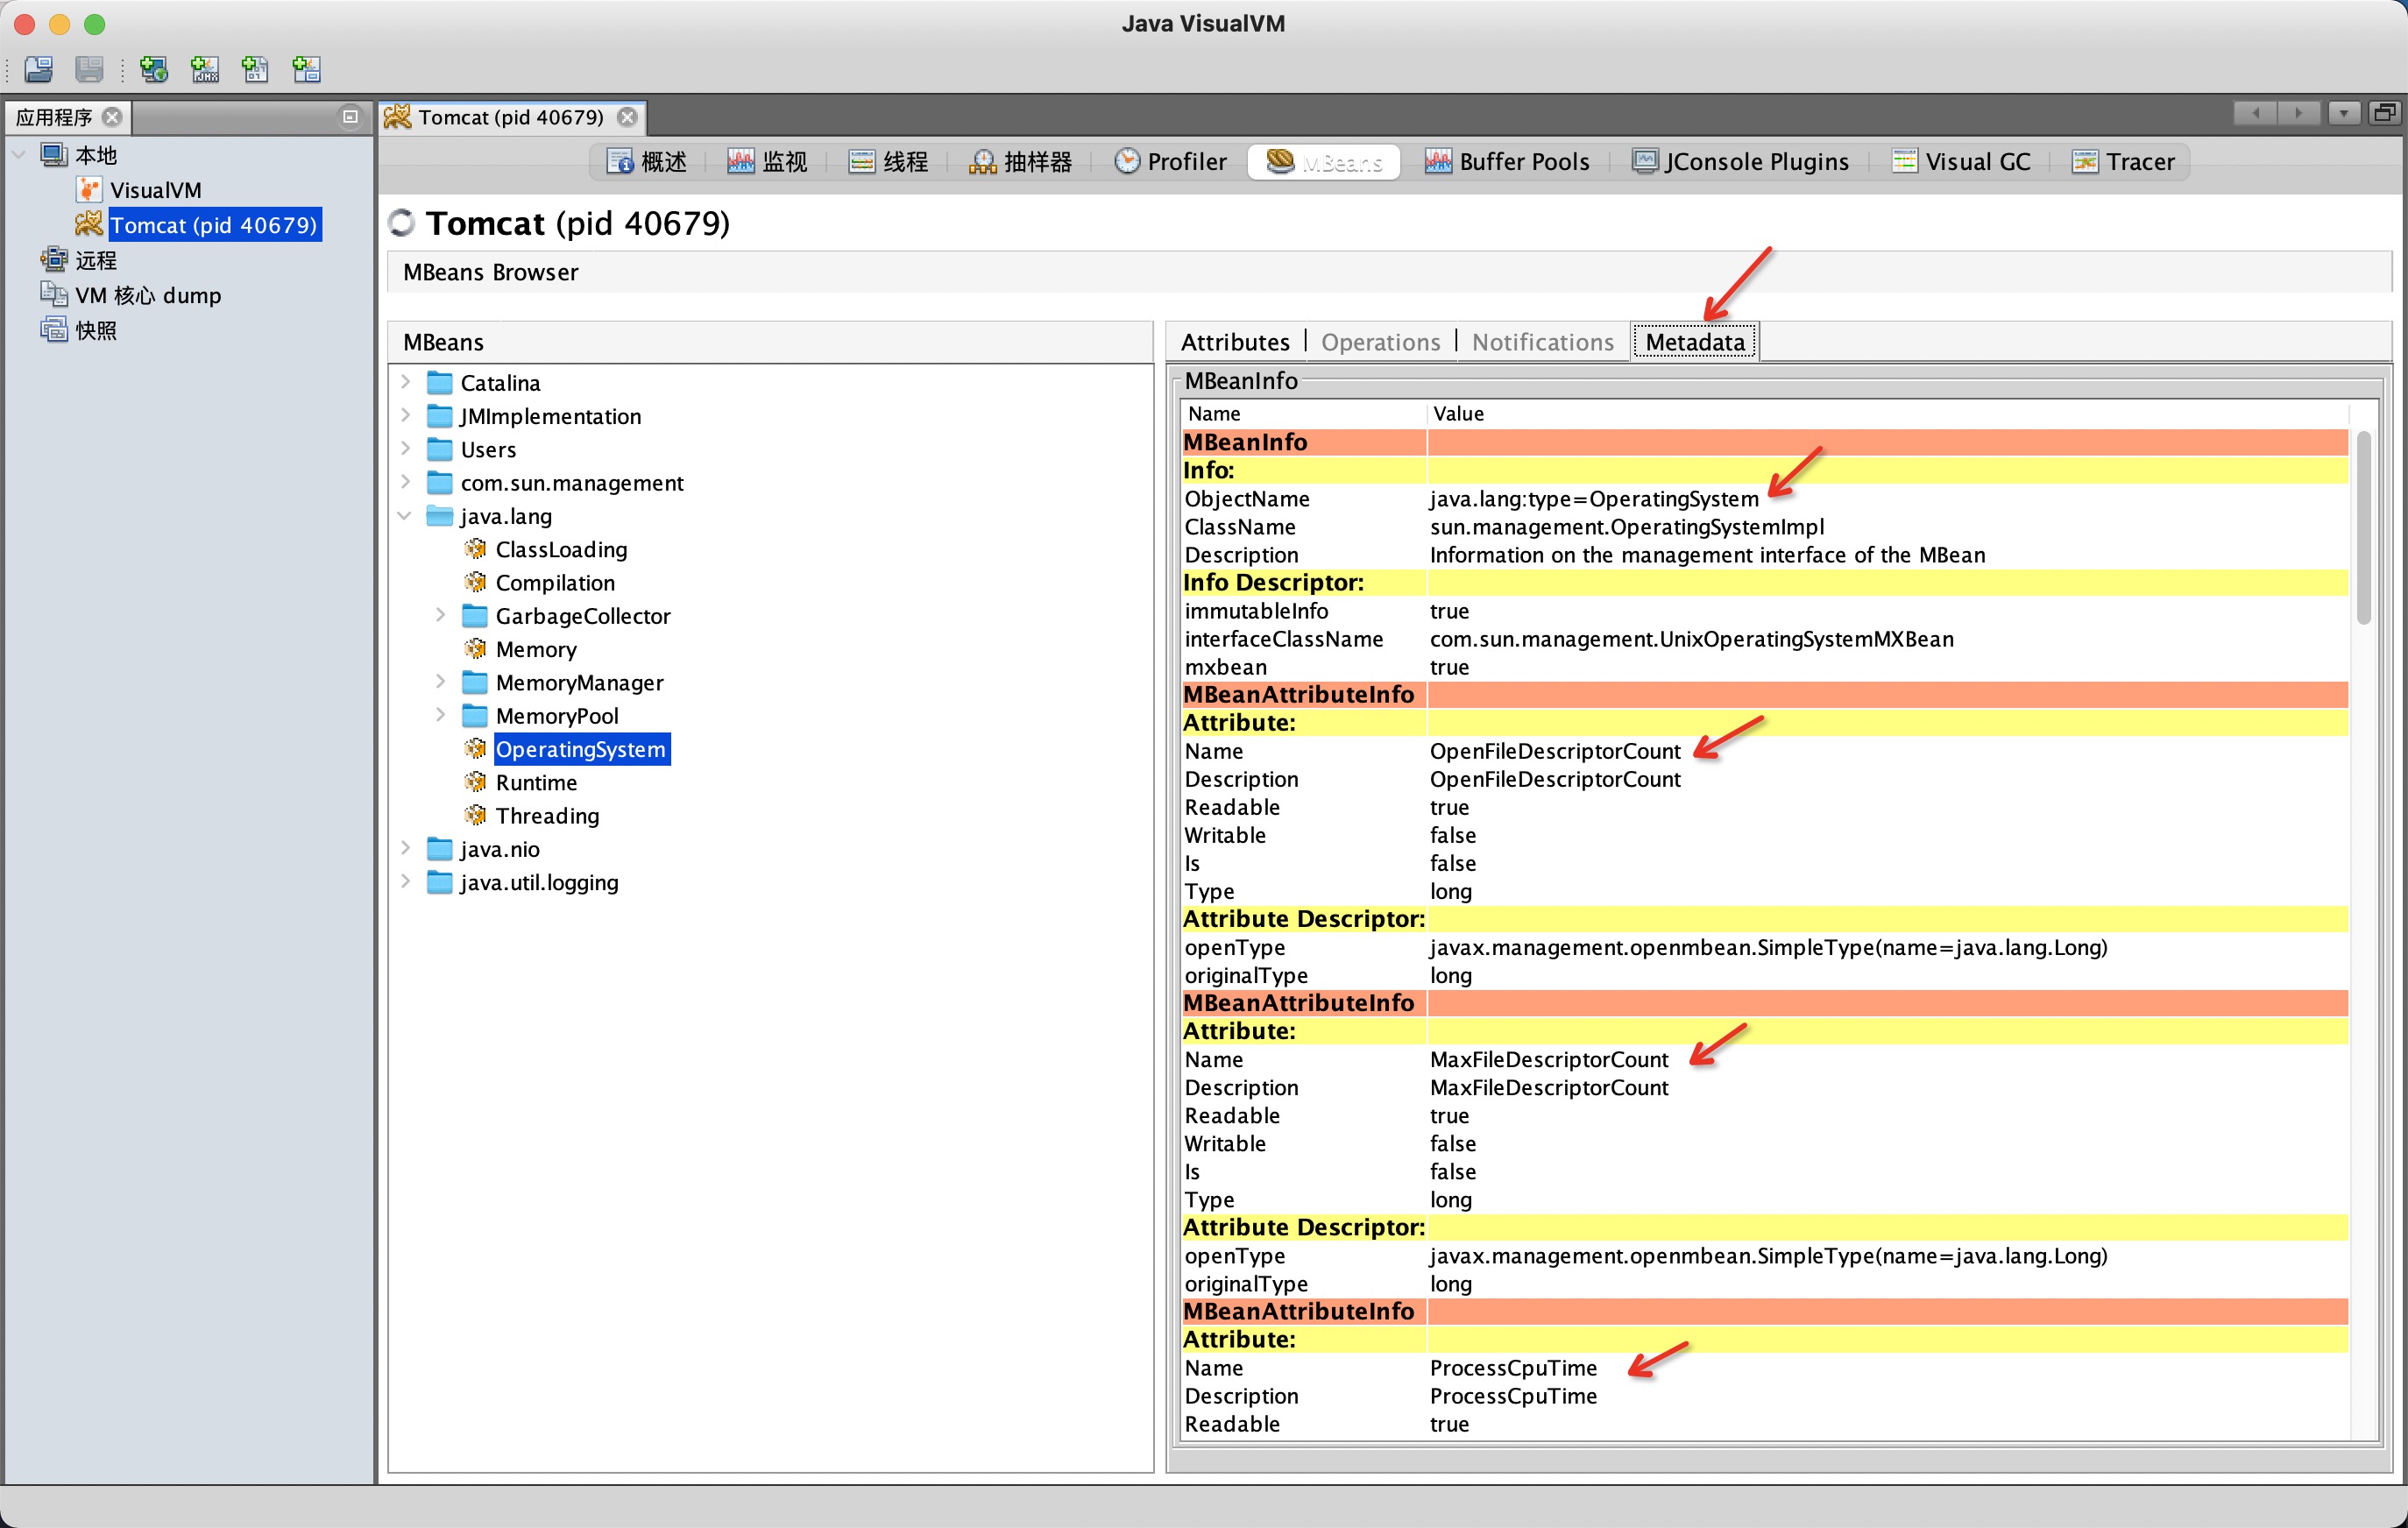 Java VisualVM
应用程序
Tomcat (pid 40679)
本地
VisualVM
Tomcat (pid 40679)
远程
VM 核心 dump
快照
概述
监视
线程
抽样器
Profiler
MBeans
Buffer Pools
JConsole Plugins
Visual GC
Tracer
Tomcat (pid 40679)
MBeans Browser
MBeans
Catalina
JMImplementation
Users
com.sun.management
java.lang
ClassLoading
Compilation
GarbageCollector
Memory
MemoryManager
MemoryPool
OperatingSystem
Runtime
Threading
java.nio
java.util.logging
Attributes Operations Notifications Metadata
MBeanInfo
Name Value
MBeanInfo
Info:
ObjectName java.lang:type=OperatingSystem
ClassName sun.management.OperatingSystemImpl
Description Information on the management interface of the MBean
Info Descriptor:
immutableInfo true
interfaceClassName com.sun.management.UnixOperatingSystemMXBean
mxbean true
MBeanAttributeInfo
Attribute:
Name OpenFileDescriptorCount
Description OpenFileDescriptorCount
Readable true
Writable false
Is false
Type long
Attribute Descriptor:
openType javax.management.openmbean.SimpleType(name=java.lang.Long)
originalType long
MBeanAttributeInfo
Attribute:
Name MaxFileDescriptorCount
Description MaxFileDescriptorCount
Readable true
Writable false
Is false
Type long
Attribute Descriptor:
openType javax.management.openmbean.SimpleType(name=java.lang.Long)
originalType long
MBeanAttributeInfo
Attribute:
Name ProcessCpuTime
Description ProcessCpuTime
Readable true